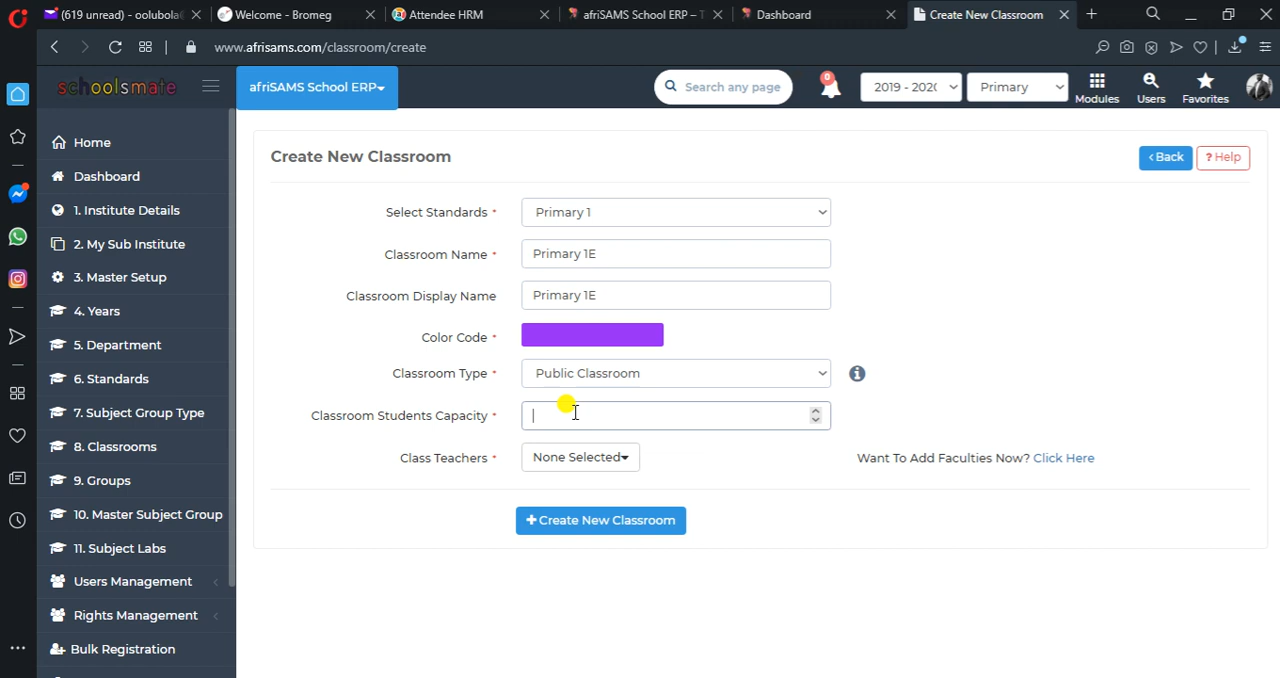 (619 unread) - oolubola
Welcome - Bromeg
Attendee HRM
afriSAMS School ERP – T
Dashboard
Create New Classroom
www.afrisams.com/classroom/create
schoolsmate
afriSAMS School ERP
Search any page
0
2019 - 202(
Primary
Modules
Users
Favorites
Home
Dashboard
1. Institute Details
2. My Sub Institute
3. Master Setup
4. Years
5. Department
6. Standards
7. Subject Group Type
8. Classrooms
9. Groups
10. Master Subject Group
11. Subject Labs
Users Management
Rights Management
Bulk Registration
Create New Classroom
Back
? Help
Select Standards *
Primary 1
Classroom Name *
Primary 1E
Classroom Display Name
Primary 1E
Color Code *
Classroom Type *
Public Classroom
Classroom Students Capacity *
Class Teachers *
None Selected
Want To Add Faculties Now? Click Here
+ Create New Classroom